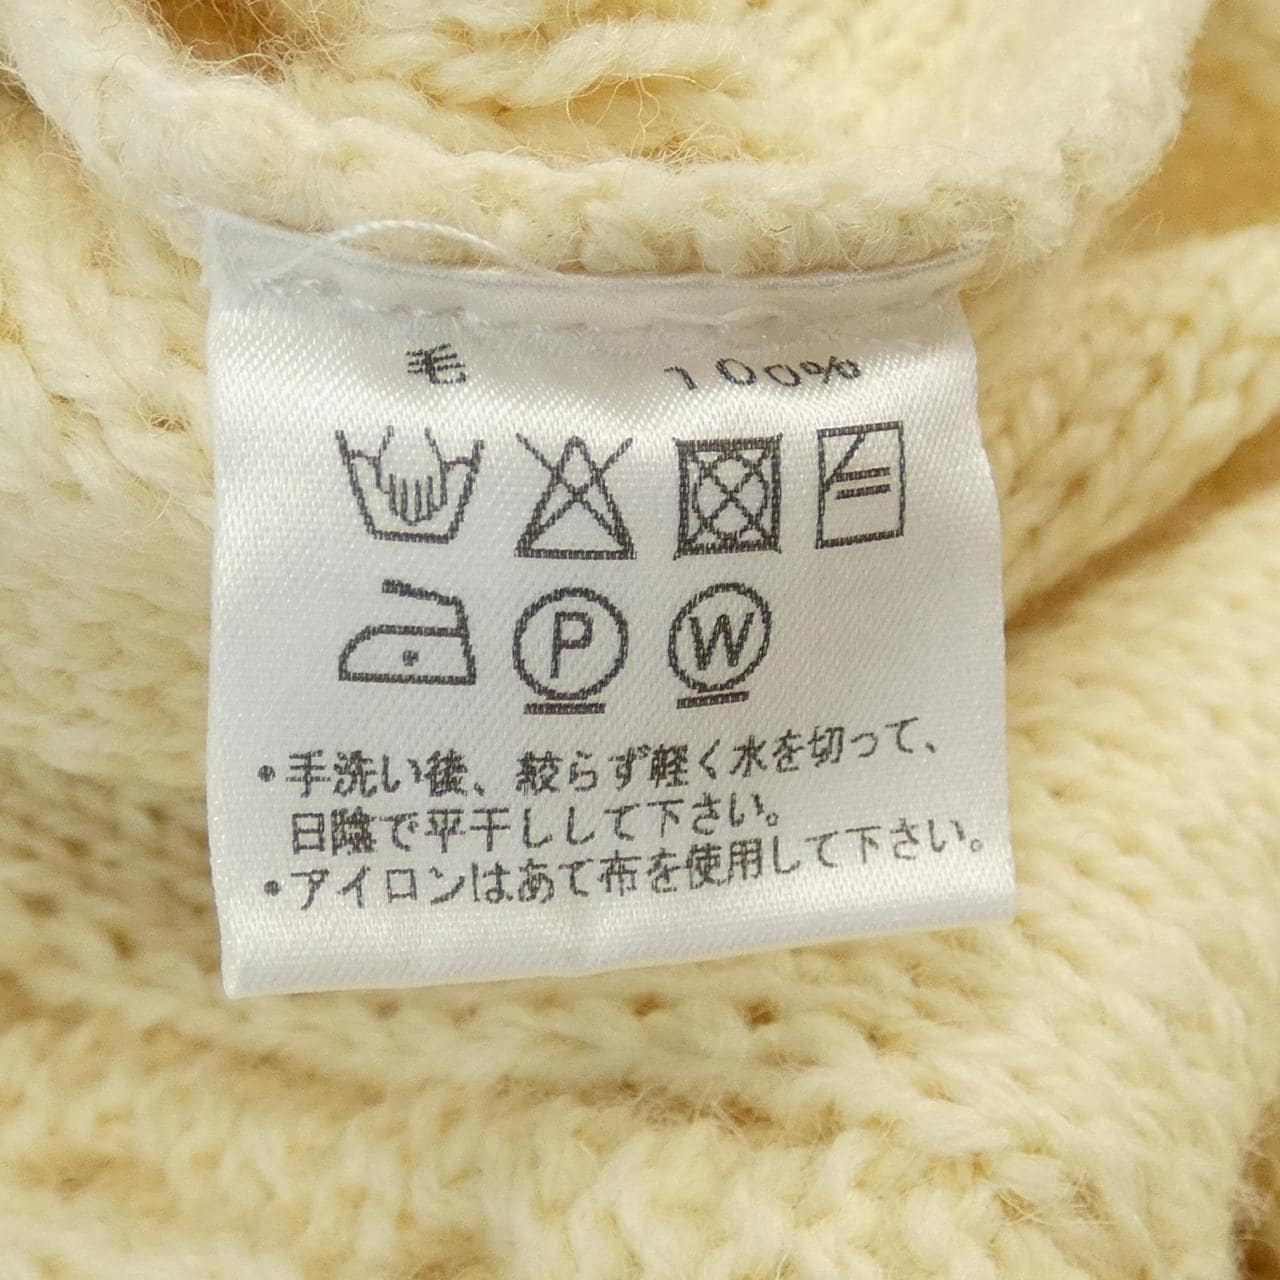 毛 100%
P W
・手洗い後、絞らず軽く水を切って、
日陰で平干しして下さい。
・アイロンはあて布を使用して下さい。